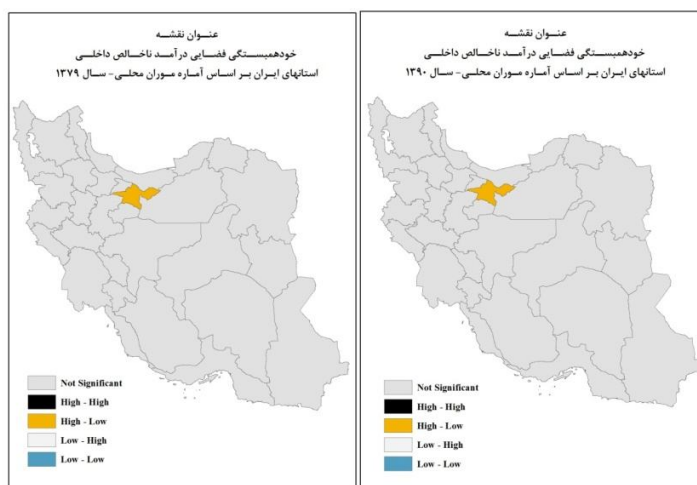 عنوان نقشه
خودهمبستگی فضایی درآمد ناخالص داخلی
استانهای ایران بر اساس آماره موران محلی- سال ۱۳۷۹
Not Significant
High - High
High - Low
Low - High
Low - Low
عنوان نقشه
خودهمبستگی فضایی درآمد ناخالص داخلی
استانهای ایران بر اساس آماره موران محلی- سال ۱۳۹۰
Not Significant
High - High
High - Low
Low - High
Low - Low